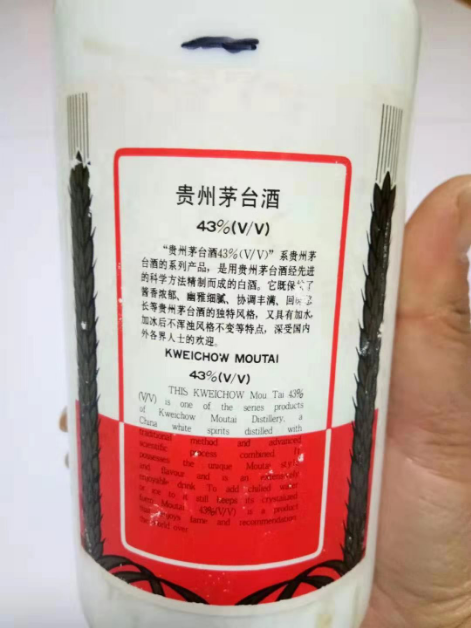 贵州茅台酒
43%(V/V)
“贵州茅台酒43%(V/V)”系贵州茅
台酒的系列产品，是用贵州茅台酒经先进
的科学方法精制而成的白酒。它既保
酱香浓郁、幽雅细腻、协调丰满、回
长等贵州茅台酒的独特风格，又具有加水
加冰后不浑浊风格不变等特点，深受国内
外各界人士的欢迎。
KWEICHOW MOUTAI
43%(V/V)
THIS KWEICHOW Mou Tai 43%
(V/V) is one of the series products
of Kweichow Moutai Distillery, a
China white spirits distilled with
traditional method and advanced
scientific process combined. It
possesses the unique Moutai style
and flavour and is an
enjoyable drink. To add chilled water
or ice in it still keeps its crystalized
Moutai 43%(V/V) is a product
enjoys fame and recommendation
the world over.